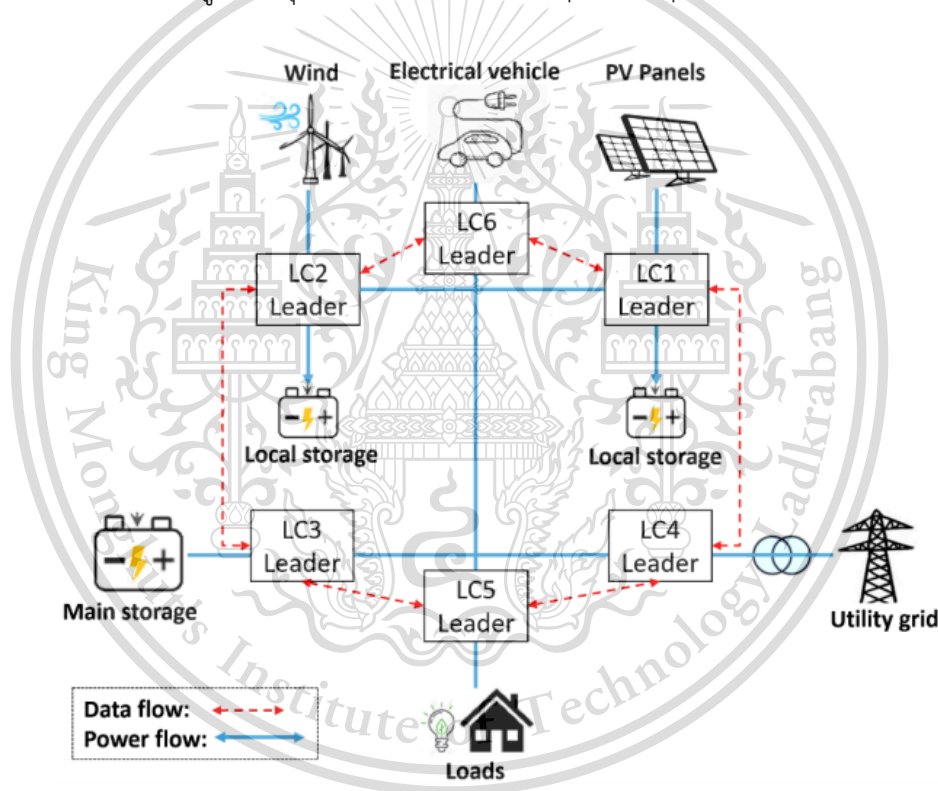 Wind
Electrical vehicle
PV Panels
LC6
Leader
LC2
Leader
LC1
Leader
Local storage
Local storage
LC3
Leader
LC4
Leader
LC5
Leader
Main storage
Utility grid
Data flow:
Power flow:
Loads
King Mongkut's Institute of Technology Ladkrabang